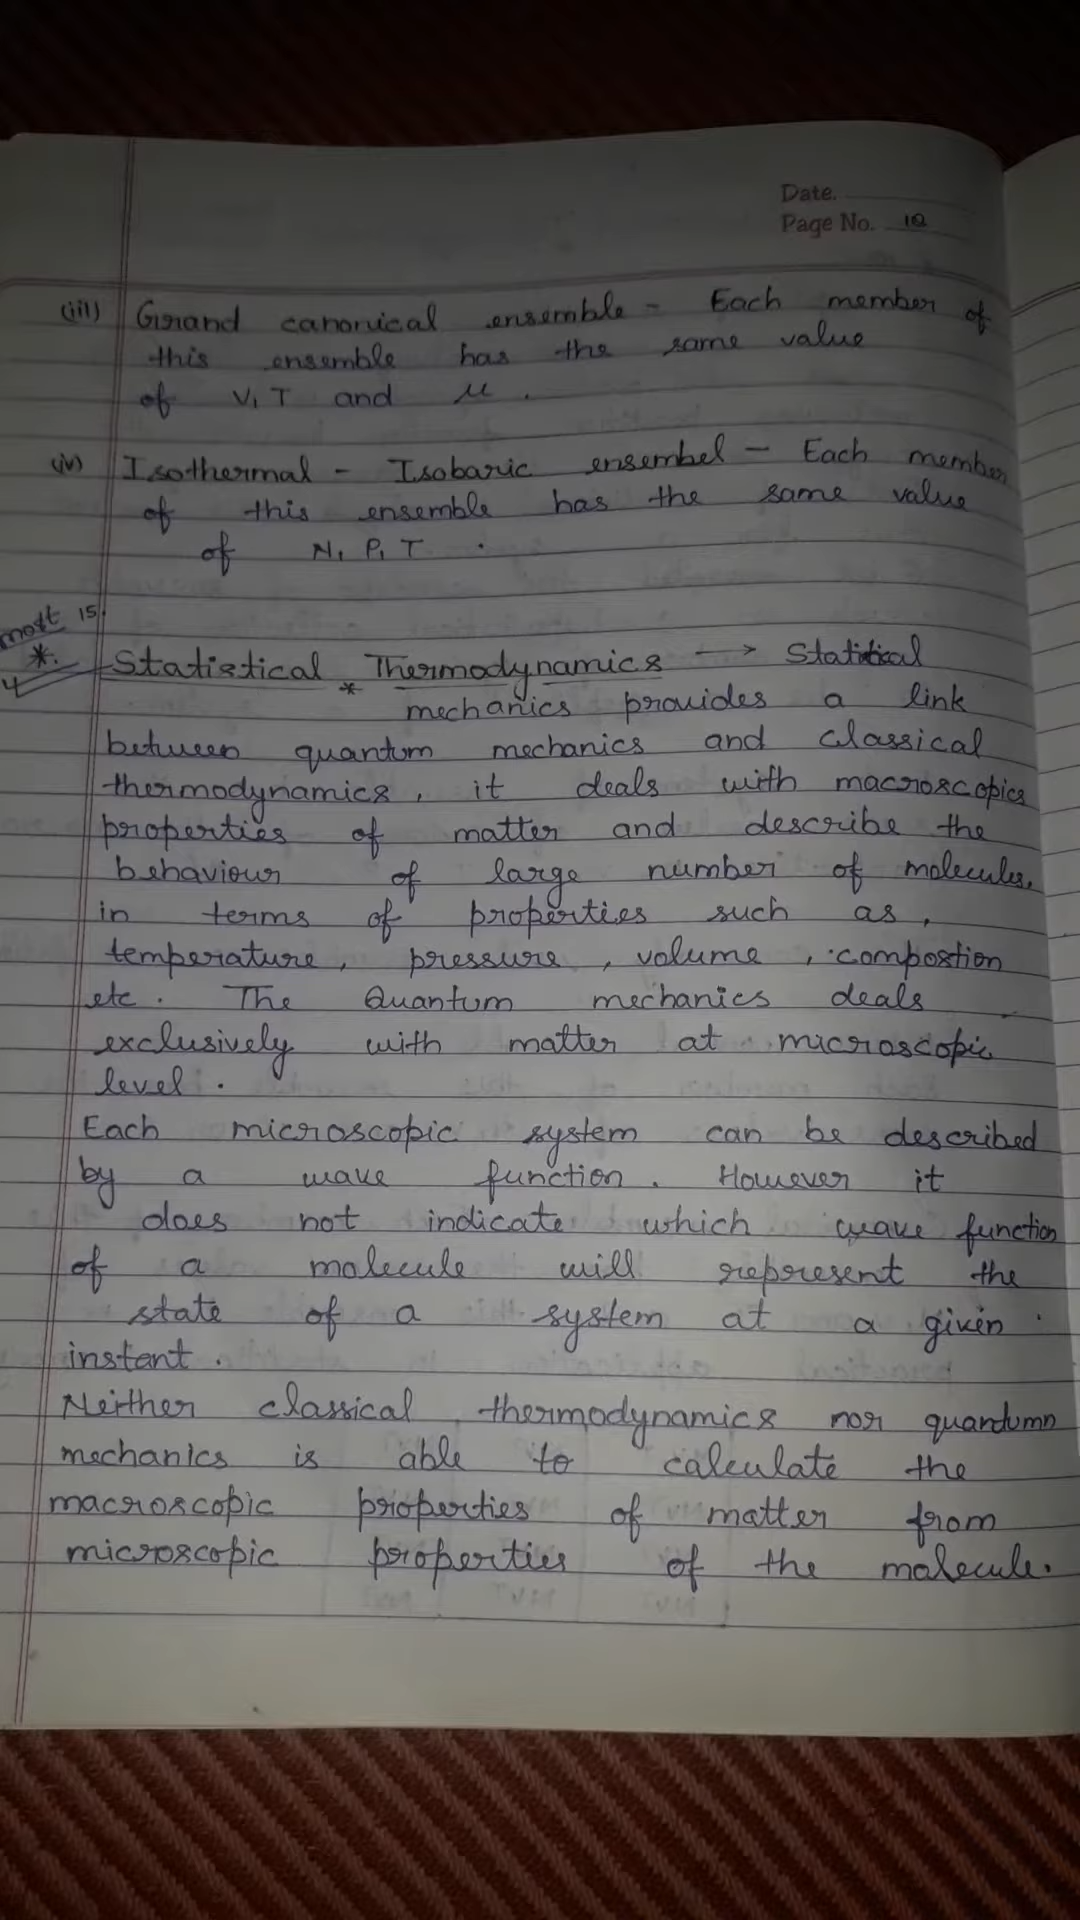 Date.
Page No. 10
(iii) Grand canonical ensemble - Each member of
this ensemble has the same value
of V, T and μ.
(iv) Isothermal - Isobaric ensembel - Each member
of this ensemble has the same value
of N, P, T .
most 15
*. Statistical Thermodynamics → Statistical
* mechanics provides a link
between quantum mechanics and classical
thermodynamics, it deals with macroscopics
properties of matter and describe the
behaviour of large number of molecules.
in terms of properties such as,
temperature, pressure, volume, compostion
etc. The Quantum mechanics deals
exclusively with matter at microscopic
level.
Each microscopic system can be described
by a wave function. However it
does not indicate which wave function
of a molecule will represent the
state of a system at a given
instant.
Neither classical thermodynamics nor quandumn
mechanics is able to calculate the
macroscopic properties of matter from
microscopic properties of the molecule.